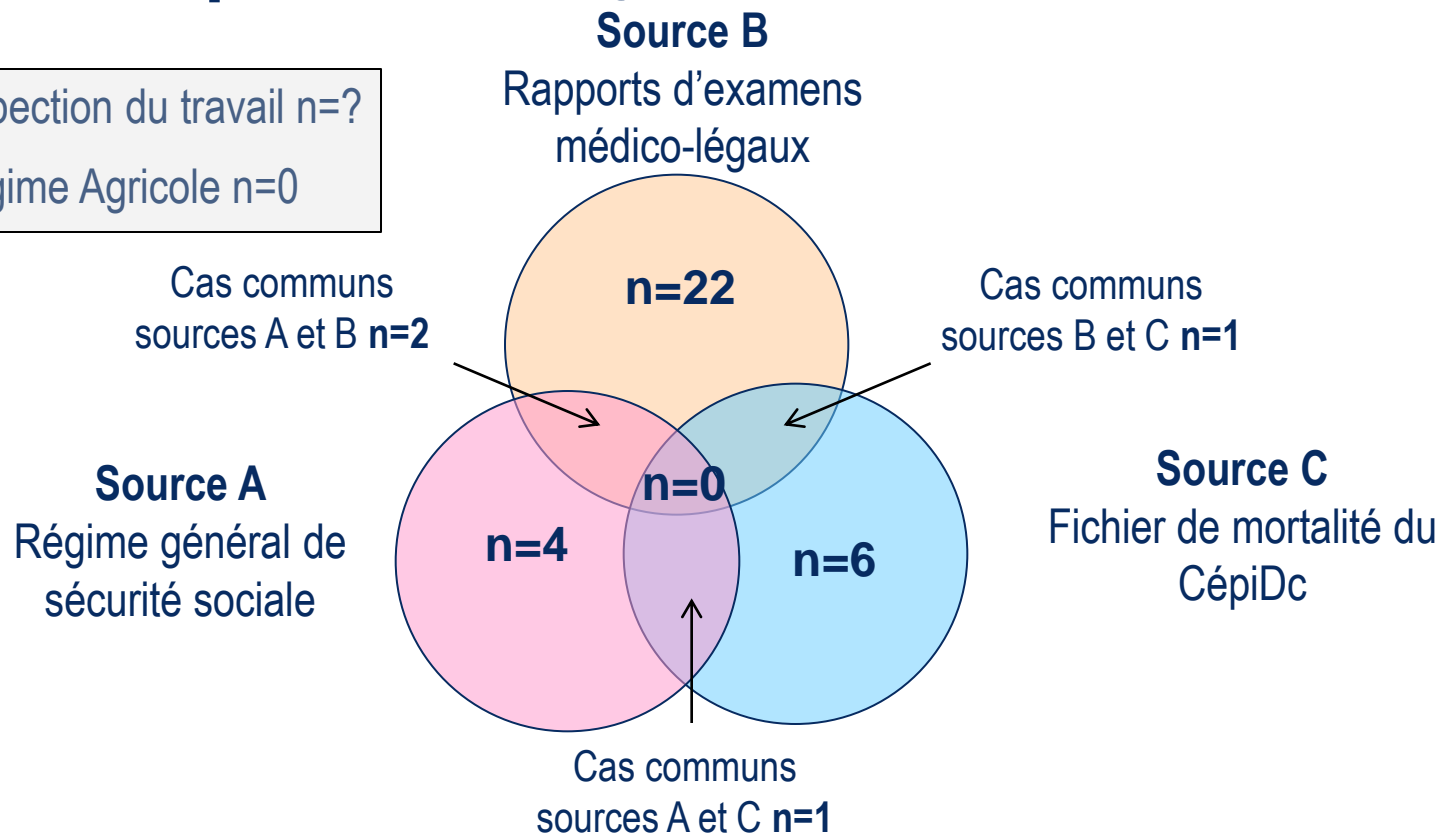 Source B
Rapports d'examens
médico-légaux
pection du travail n=?
gime Agricole n=0
n=22
Cas communs
sources A et B n=2
Cas communs
sources B et C n=1
Source A
Régime général de
sécurité sociale
n=0
n=4
n=6
Source C
Fichier de mortalité du
CépiDc
Cas communs
sources A et C n=1